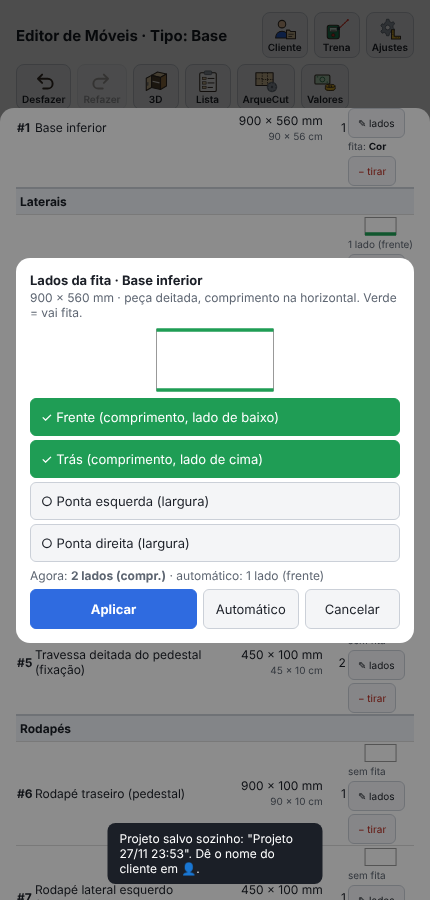 Editor de Móveis · Tipo: Base
Cliente
Trena
Ajustes
Desfazer
Refazer
3D
Lista
ArqueCut
Valores
#1 Base inferior
900 × 560 mm
90 × 56 cm
1
✎ lados
fita: Cor
− tirar
Laterais
1 lado (frente)
Lados da fita · Base inferior
900 × 560 mm · peça deitada, comprimento na horizontal. Verde
= vai fita.
✓ Frente (comprimento, lado de baixo)
✓ Trás (comprimento, lado de cima)
○ Ponta esquerda (largura)
○ Ponta direita (largura)
Agora: 2 lados (compr.) · automático: 1 lado (frente)
Aplicar
Automático
Cancelar
#5 Travessa deitada do pedestal
(fixação)
450 × 100 mm
45 × 10 cm
2
✎ lados
− tirar
Rodapés
sem fita
#6 Rodapé traseiro (pedestal)
900 × 100 mm
90 × 10 cm
1
✎ lados
− tirar
sem fita
Projeto salvo sozinho: "Projeto
27/11 23:53". Dê o nome do
cliente em 👤.
#7 Rodapé lateral esquerdo
450 × 100 mm
1
✎ lados